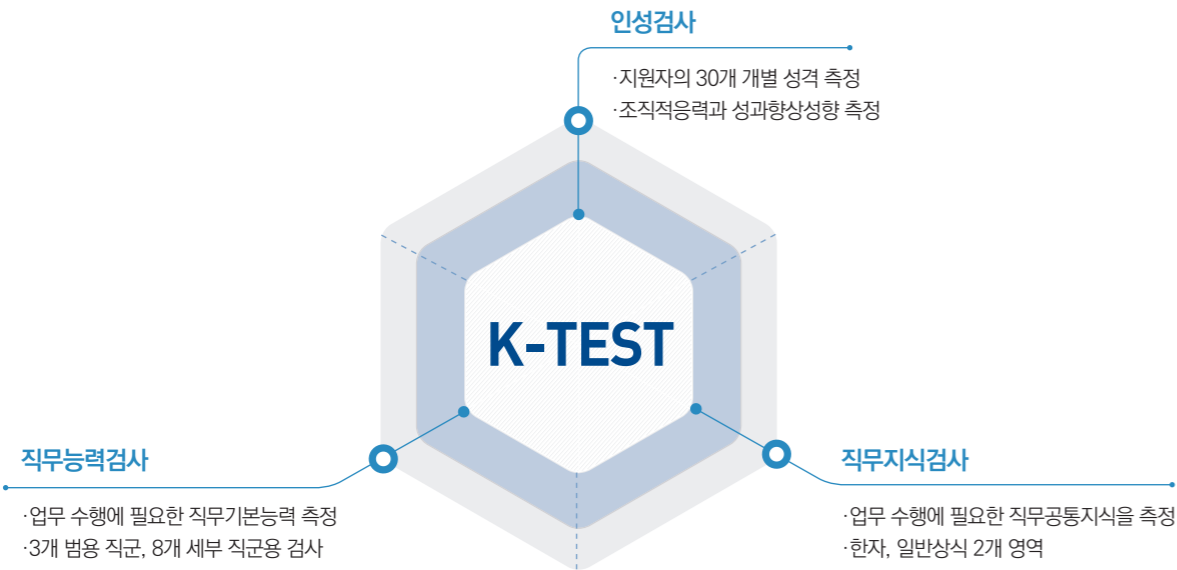 인성검사
·지원자의 30개 개별 성격 측정
·조직적응력과 성과향상성향 측정
K-TEST
직무능력검사
·업무 수행에 필요한 직무기본능력 측정
·3개 범용 직군, 8개 세부 직군용 검사
직무지식검사
·업무 수행에 필요한 직무공통지식을 측정
·한자, 일반상식 2개 영역